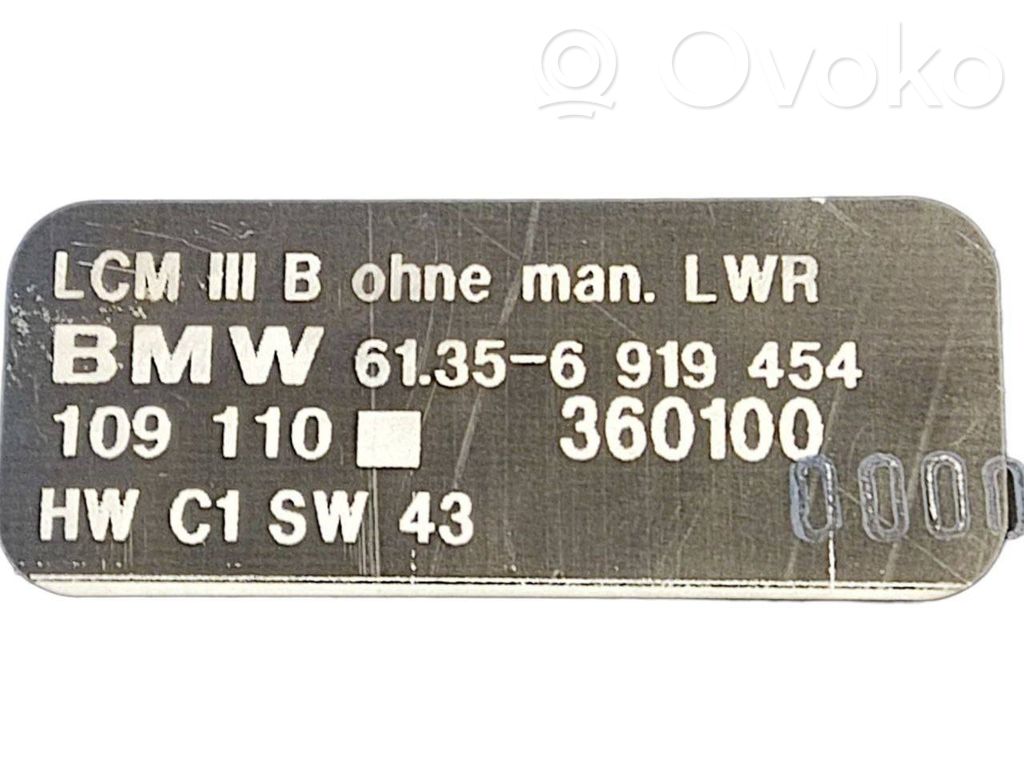 Ovoko
LCM III B ohne man. LWR
BMW 61.35-6 919 454
109 110 360100
HW C1 SW 43 0000